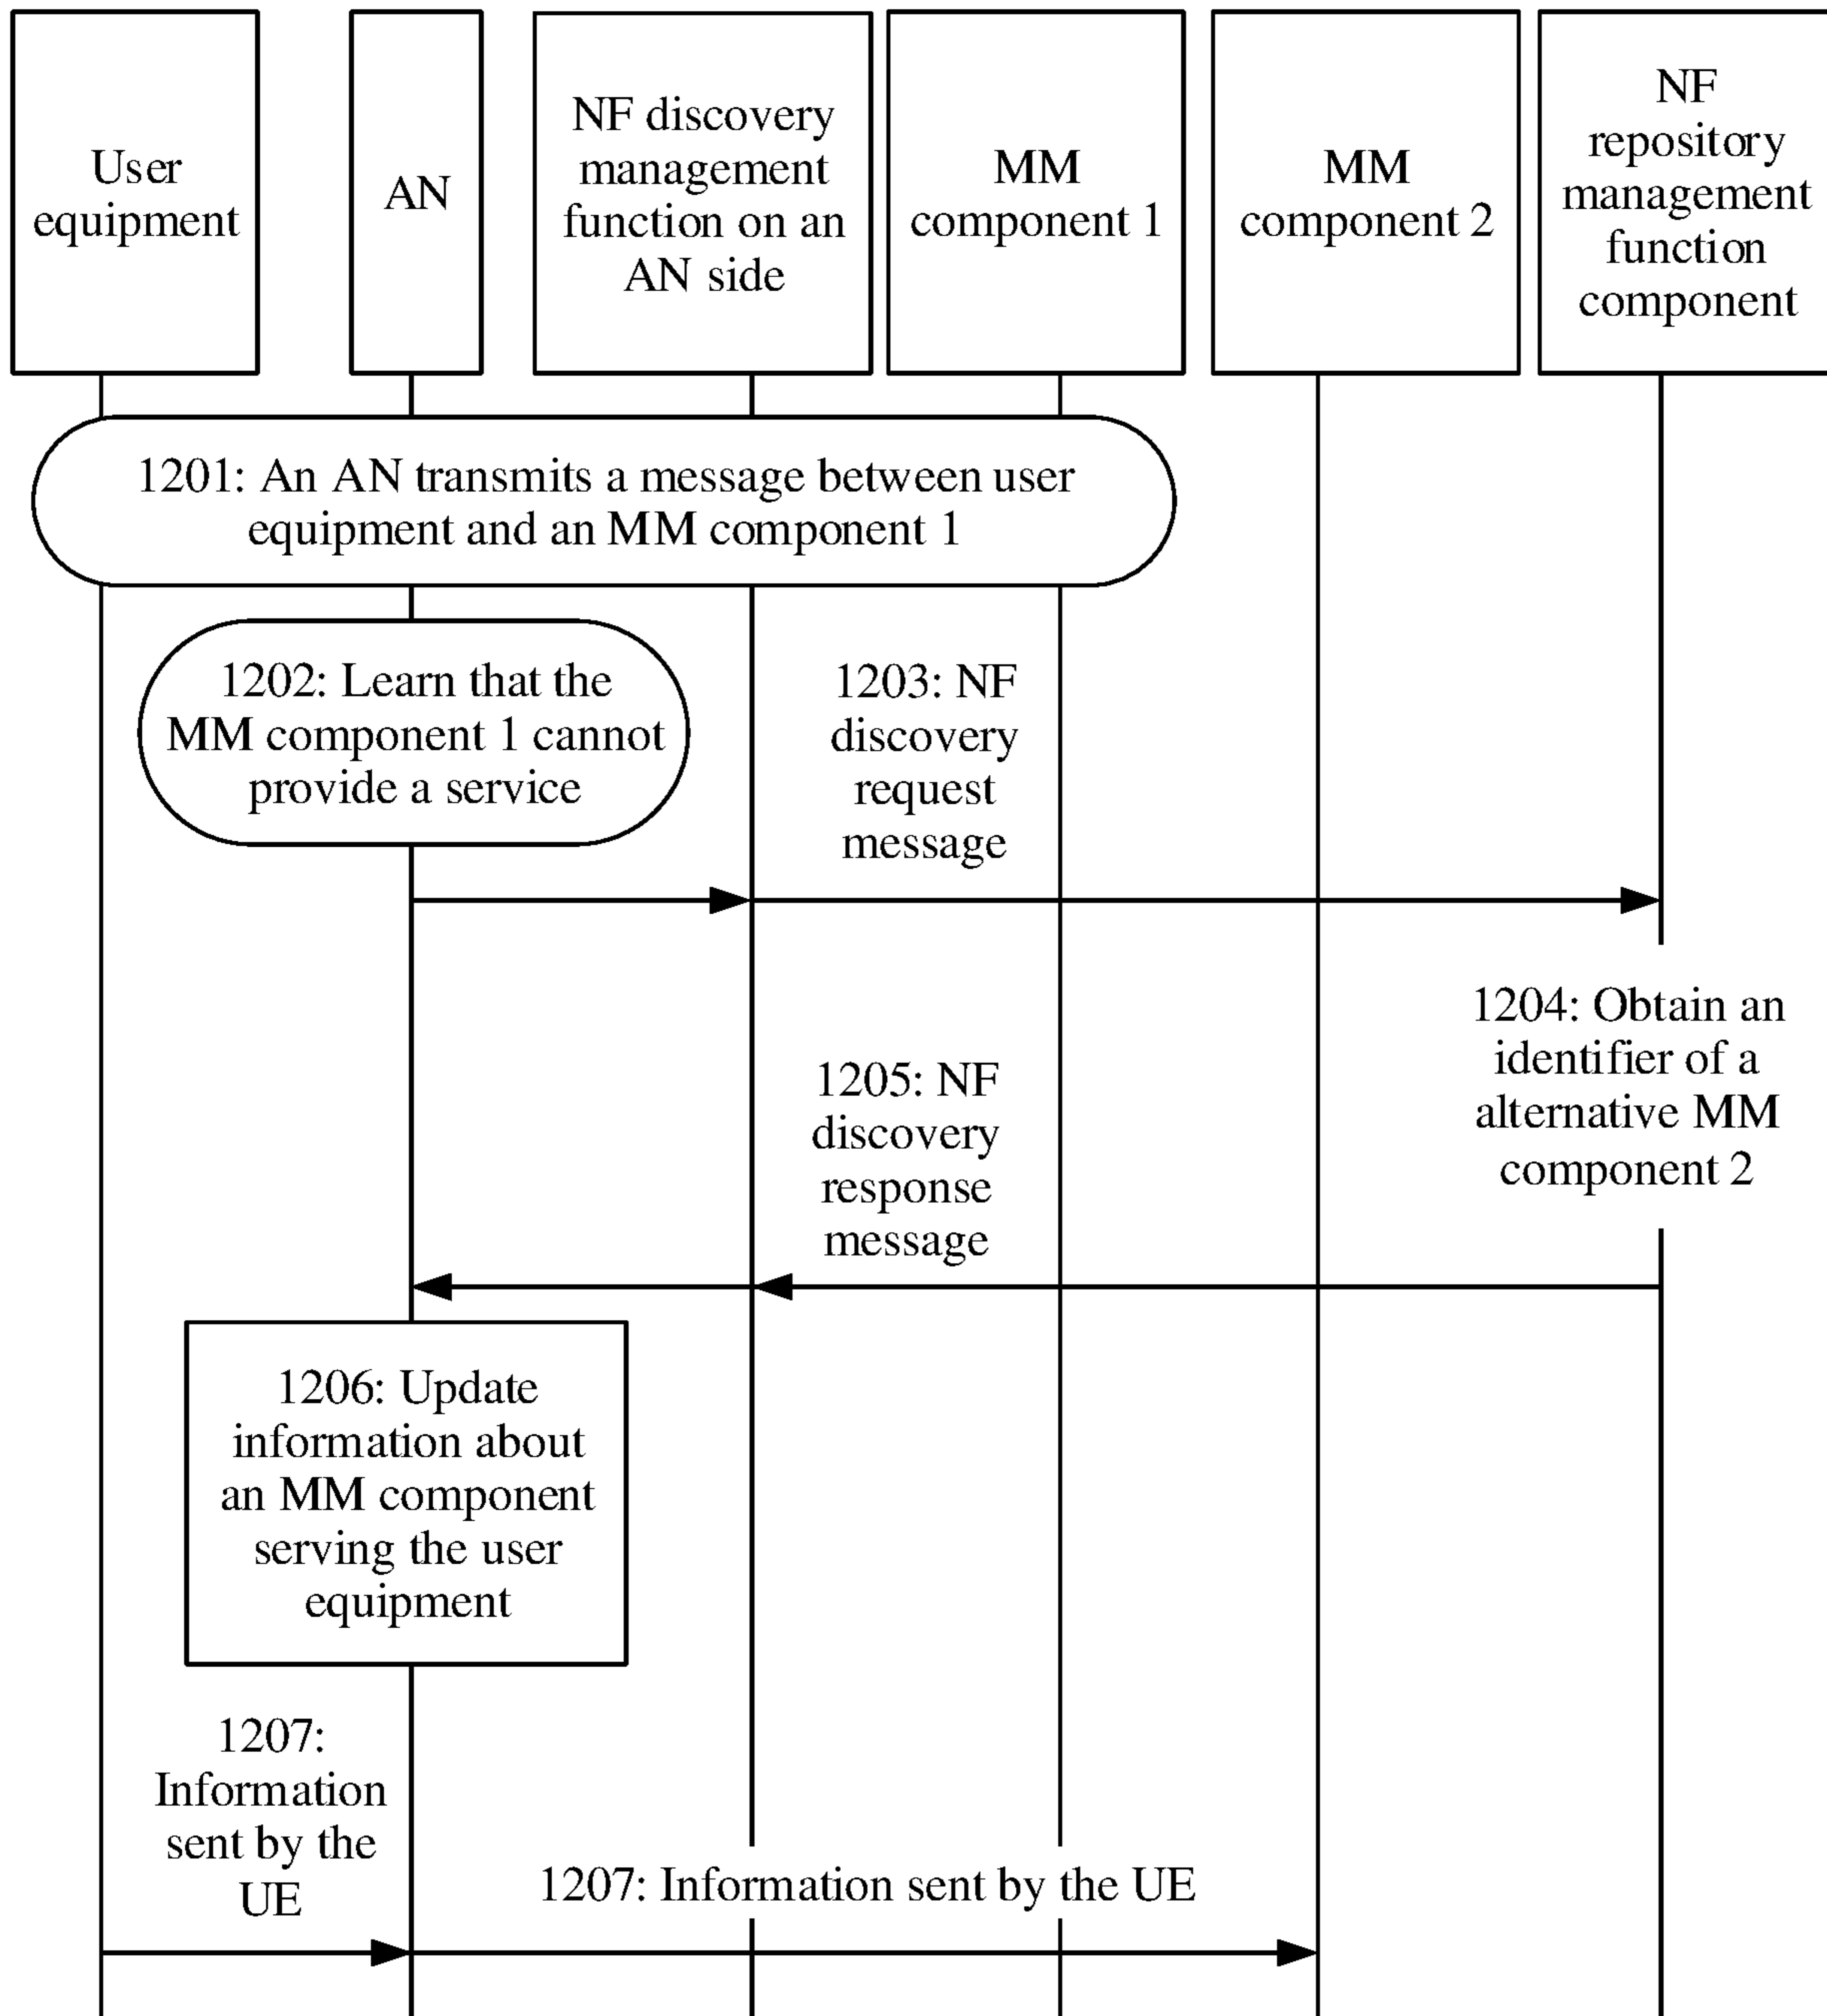 User
equipment
AN
NF discovery
management
function on an
AN side
MM
component 1
MM
component 2
NF
repository
management
function
component
1201: An AN transmits a message between user
equipment and an MM component 1
1202: Learn that the
MM component 1 cannot
provide a service
1203: NF
discovery
request
message
1204: Obtain an
identifier of a
alternative MM
component 2
1205: NF
discovery
response
message
1206: Update
information about
an MM component
serving the user
equipment
1207:
Information
sent by the
UE
1207: Information sent by the UE